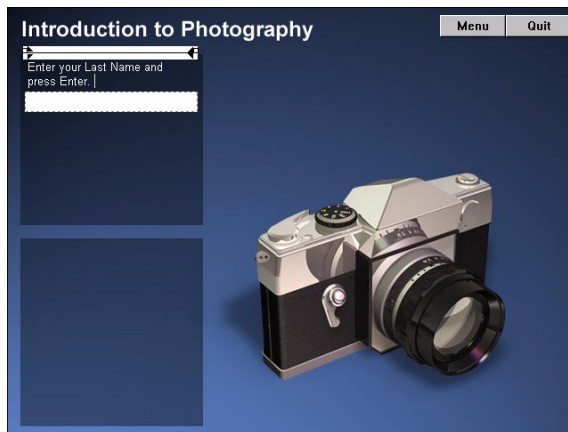 Introduction to Photography
Menu
Quit
Enter your Last Name and
press Enter.